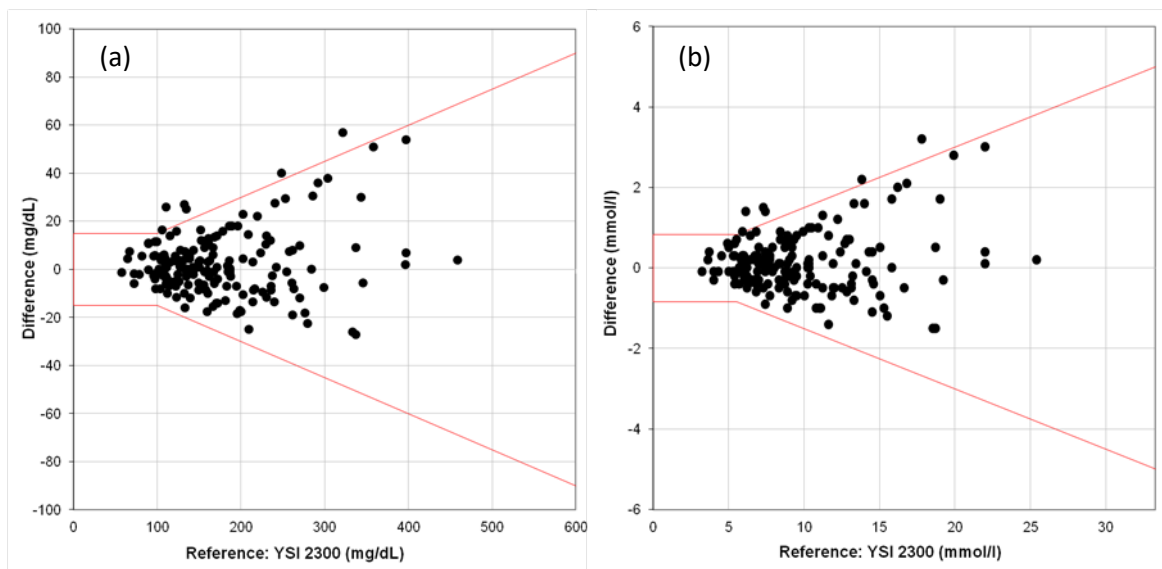 (a)
100
80
60
40
20
0
-20
-40
-60
-80
-100
Difference (mg/dL)
0 100 200 300 400 500 600
Reference: YSI 2300 (mg/dL)
(b)
6
4
2
0
-2
-4
-6
Difference (mmol/l)
0 5 10 15 20 25 30
Reference: YSI 2300 (mmol/l)